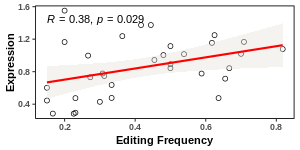 R = 0.38, p = 0.029
1.6
1.2
0.8
0.4
Expression
0.2
0.4
0.6
0.8
Editing Frequency